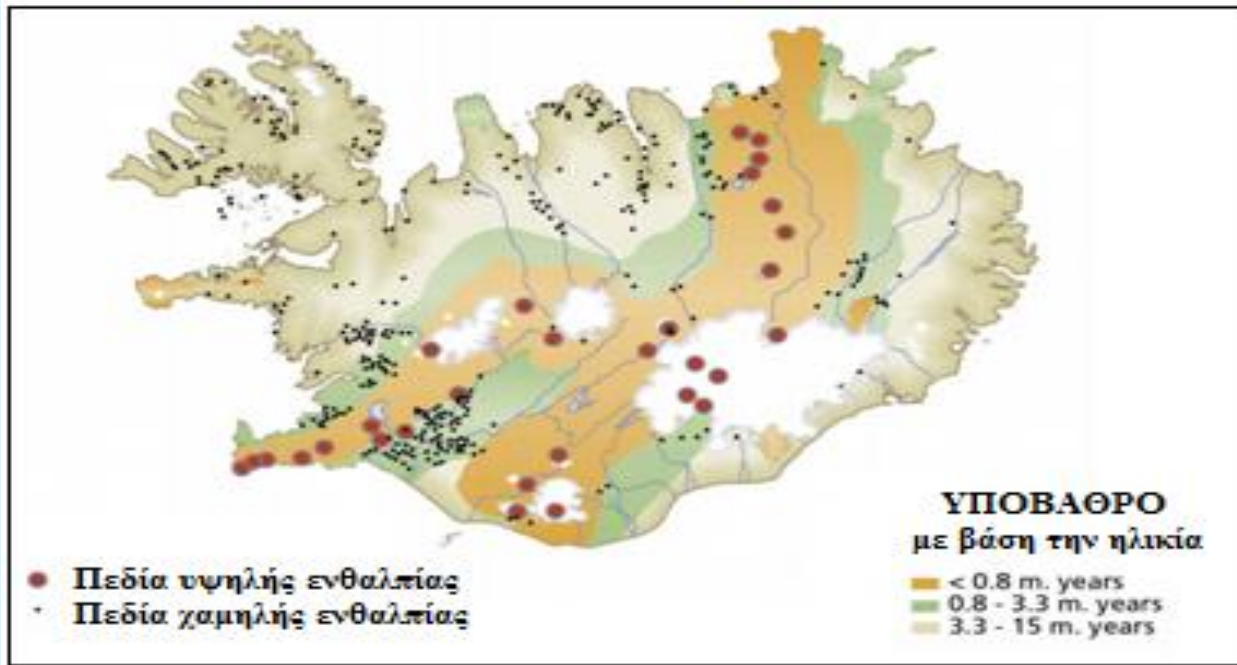 ΥΠΟΒΑΘΡΟ
με βάση την ηλικία
< 0.8 m. years
0.8 - 3.3 m. years
3.3 - 15 m. years
Πεδία υψηλής ενθαλπίας
Πεδία χαμηλής ενθαλπίας